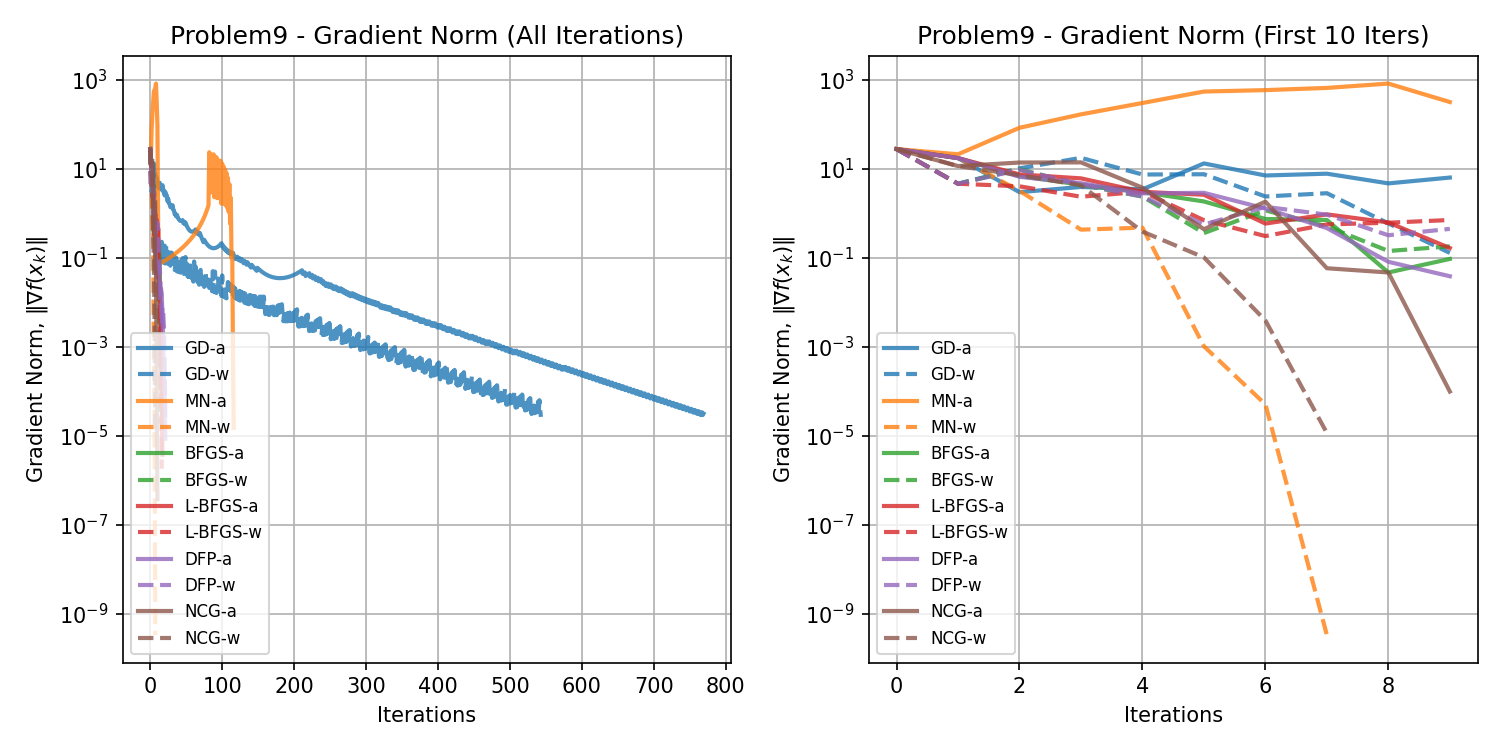 Problem9 - Gradient Norm (All Iterations)
Gradient Norm, ‖∇f(x_k)‖
10^3
10^1
10^−1
10^−3
10^−5
10^−7
10^−9
GD-a
GD-w
MN-a
MN-w
BFGS-a
BFGS-w
L-BFGS-a
L-BFGS-w
DFP-a
DFP-w
NCG-a
NCG-w
0 100 200 300 400 500 600 700 800
Iterations
Problem9 - Gradient Norm (First 10 Iters)
Gradient Norm, ‖∇f(x_k)‖
10^3
10^1
10^−1
10^−3
10^−5
10^−7
10^−9
GD-a
GD-w
MN-a
MN-w
BFGS-a
BFGS-w
L-BFGS-a
L-BFGS-w
DFP-a
DFP-w
NCG-a
NCG-w
0 2 4 6 8
Iterations